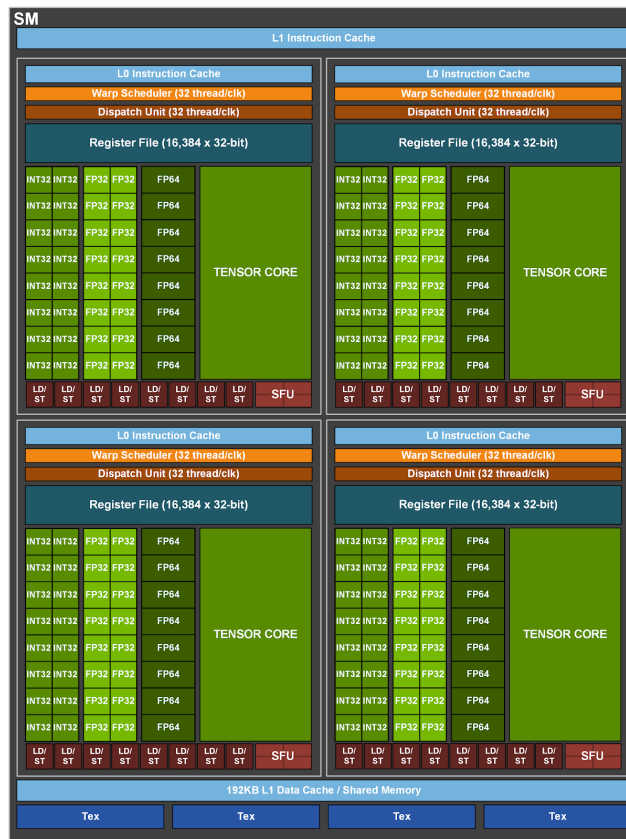 SM
L1 Instruction Cache
L0 Instruction Cache
Warp Scheduler (32 thread/clk)
Dispatch Unit (32 thread/clk)
Register File (16,384 x 32-bit)
INT32 INT32 FP32 FP32 FP64
INT32 INT32 FP32 FP32 FP64
INT32 INT32 FP32 FP32 FP64
INT32 INT32 FP32 FP32 FP64
INT32 INT32 FP32 FP32 FP64
INT32 INT32 FP32 FP32 FP64
INT32 INT32 FP32 FP32 FP64
INT32 INT32 FP32 FP32 FP64
TENSOR CORE
LD/ LD/ LD/ LD/ LD/ LD/ LD/ LD/
ST ST ST ST ST ST ST ST
SFU
L0 Instruction Cache
Warp Scheduler (32 thread/clk)
Dispatch Unit (32 thread/clk)
Register File (16,384 x 32-bit)
INT32 INT32 FP32 FP32 FP64
INT32 INT32 FP32 FP32 FP64
INT32 INT32 FP32 FP32 FP64
INT32 INT32 FP32 FP32 FP64
INT32 INT32 FP32 FP32 FP64
INT32 INT32 FP32 FP32 FP64
INT32 INT32 FP32 FP32 FP64
INT32 INT32 FP32 FP32 FP64
TENSOR CORE
LD/ LD/ LD/ LD/ LD/ LD/ LD/ LD/
ST ST ST ST ST ST ST ST
SFU
L0 Instruction Cache
Warp Scheduler (32 thread/clk)
Dispatch Unit (32 thread/clk)
Register File (16,384 x 32-bit)
INT32 INT32 FP32 FP32 FP64
INT32 INT32 FP32 FP32 FP64
INT32 INT32 FP32 FP32 FP64
INT32 INT32 FP32 FP32 FP64
INT32 INT32 FP32 FP32 FP64
INT32 INT32 FP32 FP32 FP64
INT32 INT32 FP32 FP32 FP64
INT32 INT32 FP32 FP32 FP64
TENSOR CORE
LD/ LD/ LD/ LD/ LD/ LD/ LD/ LD/
ST ST ST ST ST ST ST ST
SFU
L0 Instruction Cache
Warp Scheduler (32 thread/clk)
Dispatch Unit (32 thread/clk)
Register File (16,384 x 32-bit)
INT32 INT32 FP32 FP32 FP64
INT32 INT32 FP32 FP32 FP64
INT32 INT32 FP32 FP32 FP64
INT32 INT32 FP32 FP32 FP64
INT32 INT32 FP32 FP32 FP64
INT32 INT32 FP32 FP32 FP64
INT32 INT32 FP32 FP32 FP64
INT32 INT32 FP32 FP32 FP64
TENSOR CORE
LD/ LD/ LD/ LD/ LD/ LD/ LD/ LD/
ST ST ST ST ST ST ST ST
SFU
192KB L1 Data Cache / Shared Memory
Tex Tex Tex Tex